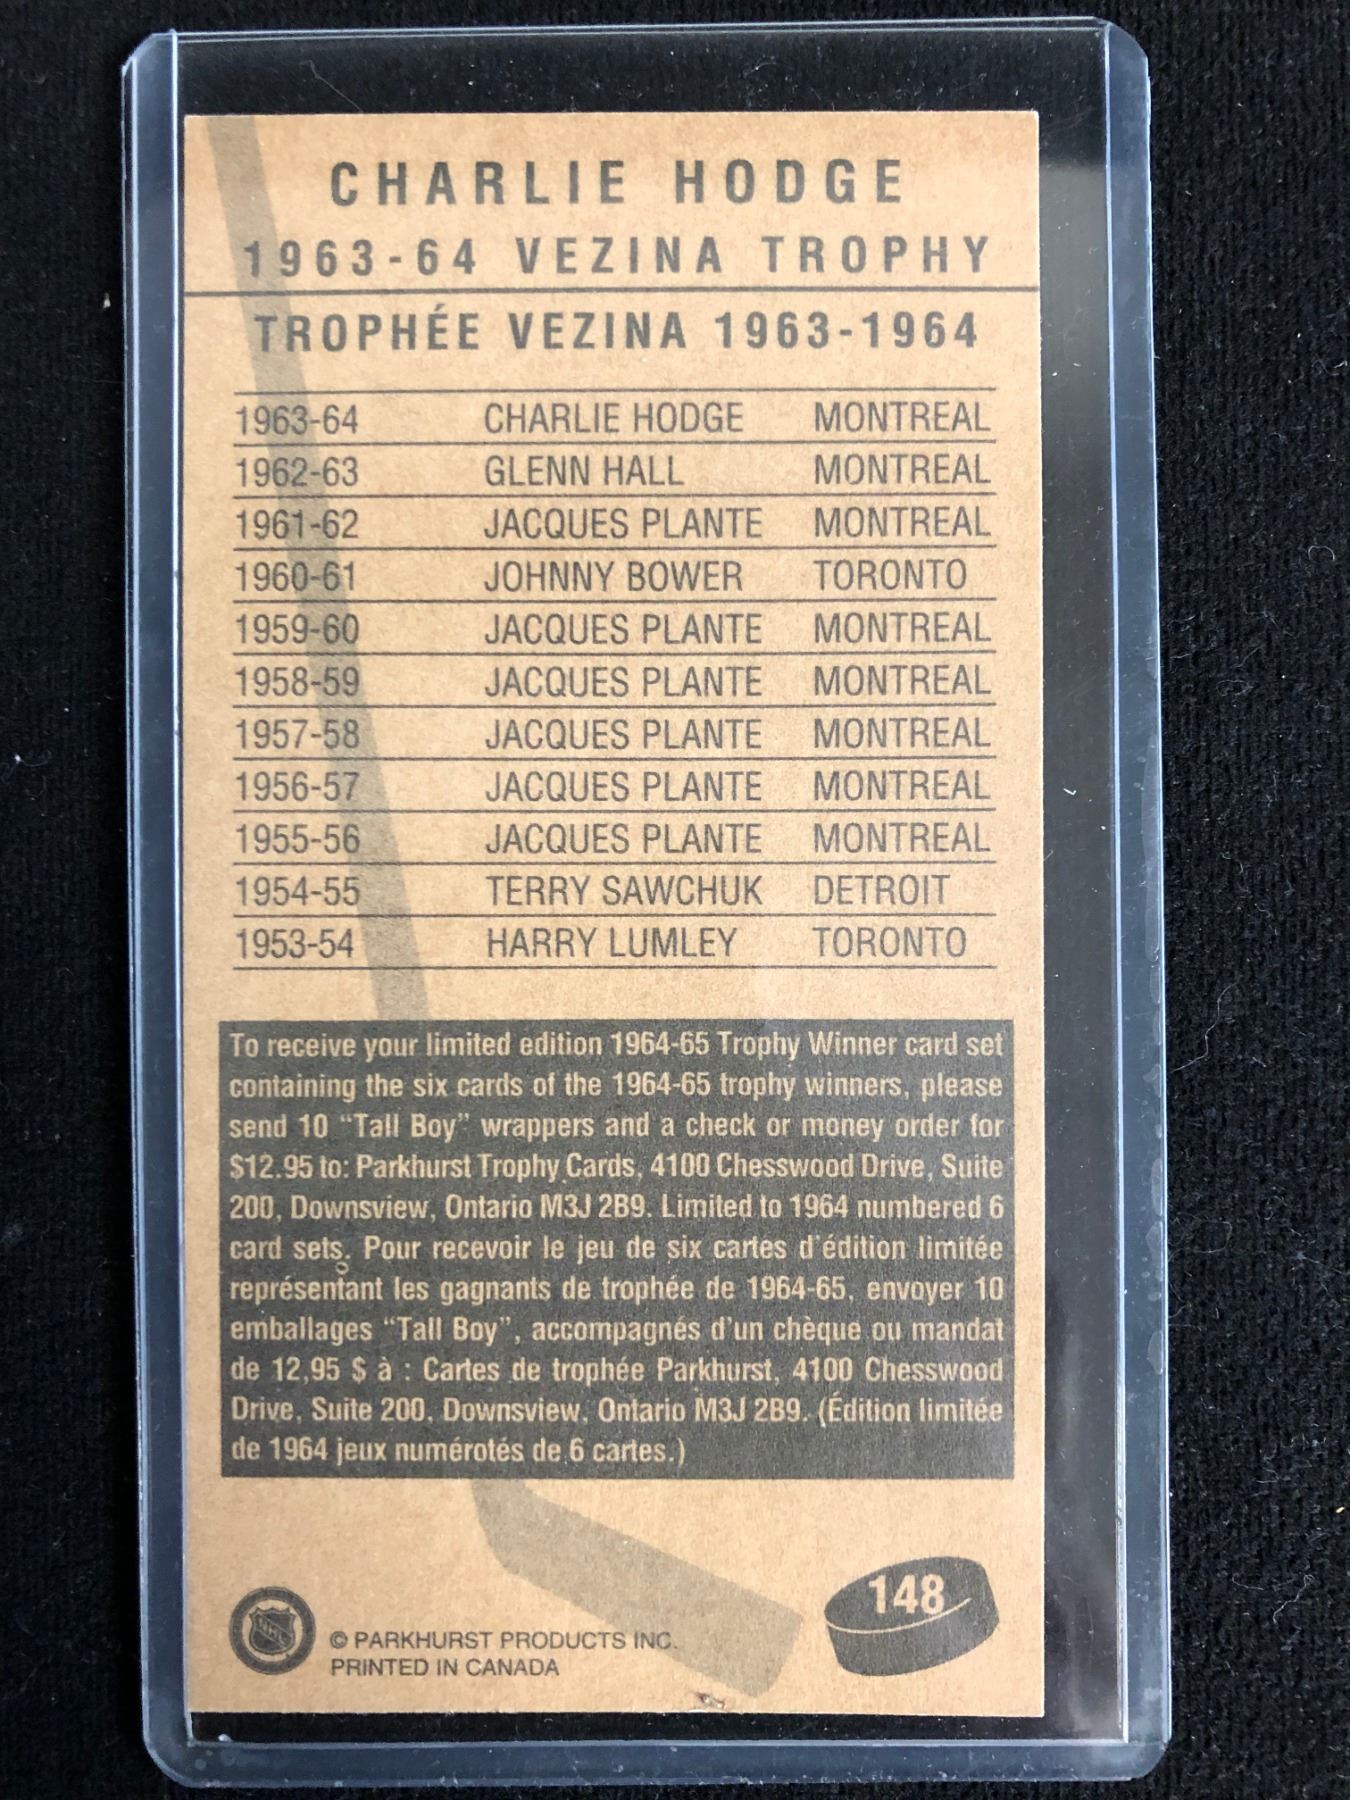 CHARLIE HODGE
1963-64 VEZINA TROPHY
TROPHÉE VEZINA 1963-1964
1963-64 CHARLIE HODGE MONTREAL
1962-63 GLENN HALL MONTREAL
1961-62 JACQUES PLANTE MONTREAL
1960-61 JOHNNY BOWER TORONTO
1959-60 JACQUES PLANTE MONTREAL
1958-59 JACQUES PLANTE MONTREAL
1957-58 JACQUES PLANTE MONTREAL
1956-57 JACQUES PLANTE MONTREAL
1955-56 JACQUES PLANTE MONTREAL
1954-55 TERRY SAWCHUK DETROIT
1953-54 HARRY LUMLEY TORONTO
To receive your limited edition 1964-65 Trophy Winner card set
containing the six cards of the 1964-65 trophy winners, please
send 10 “Tall Boy” wrappers and a check or money order for
$12.95 to: Parkhurst Trophy Cards, 4100 Chesswood Drive, Suite
200, Downsview, Ontario M3J 2B9. Limited to 1964 numbered 6
card sets. Pour recevoir le jeu de six cartes d'édition limitée
représentant les gagnants de trophée de 1964-65, envoyer 10
emballages “Tall Boy”, accompagnés d'un chèque ou mandat
de 12,95 $ à : Cartes de trophée Parkhurst, 4100 Chesswood
Drive, Suite 200, Downsview, Ontario M3J 2B9. (Édition limitée
de 1964 jeux numérotés de 6 cartes.)
148
NHL
© PARKHURST PRODUCTS INC.
PRINTED IN CANADA